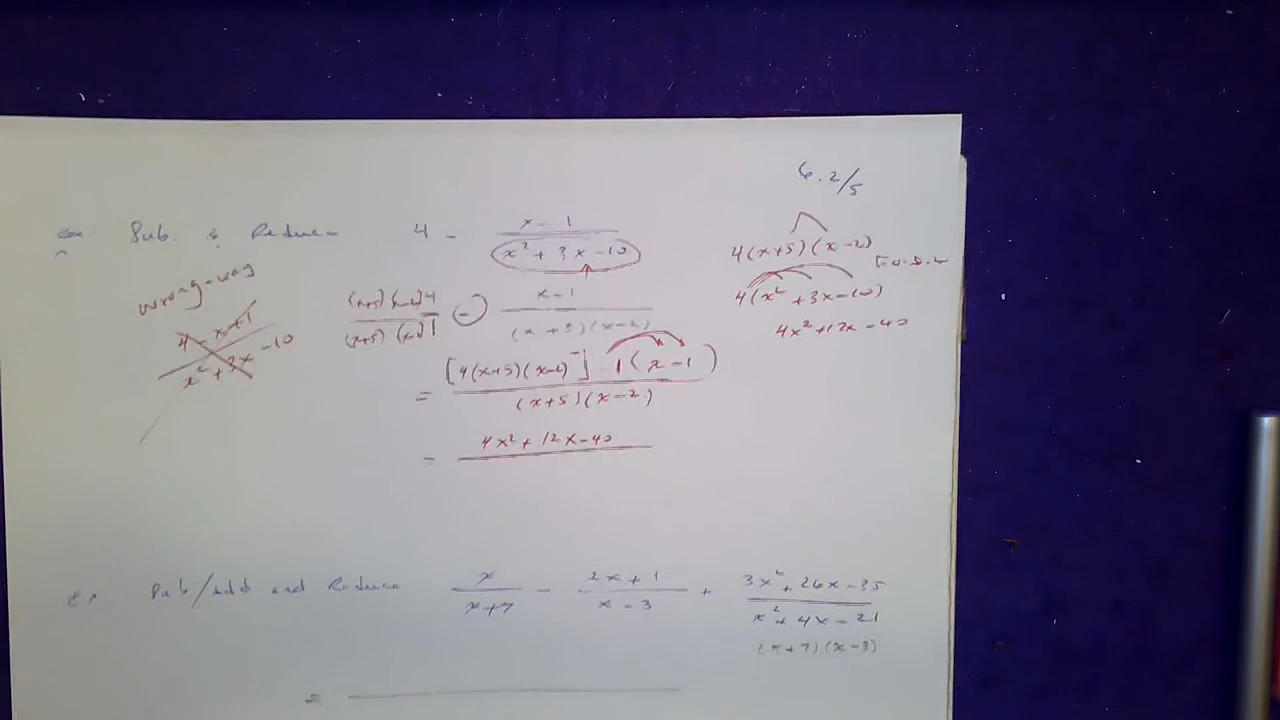 6.2/5
Ex. Sub. & Reduce 4 - (x-1)/(x² + 3x - 10)
4(x+5)(x-2)
4(x² + 3x - 10)
4x² + 12x - 40
wrong-way
(4 - x+1)/(x² + 3x - 10)
((x+5)(x-2)4)/((x+5)(x-2)1) - (x-1)/((x+5)(x-2))
= ([4(x+5)(x-2)] - 1(x-1))/((x+5)(x-2))
= 4x² + 12x - 40
Ex Sub/Add and Reduce x/(x+7) - (2x+1)/(x-3) + (3x² + 26x - 35)/(x² + 4x - 21)
(x+7)(x-3)
=